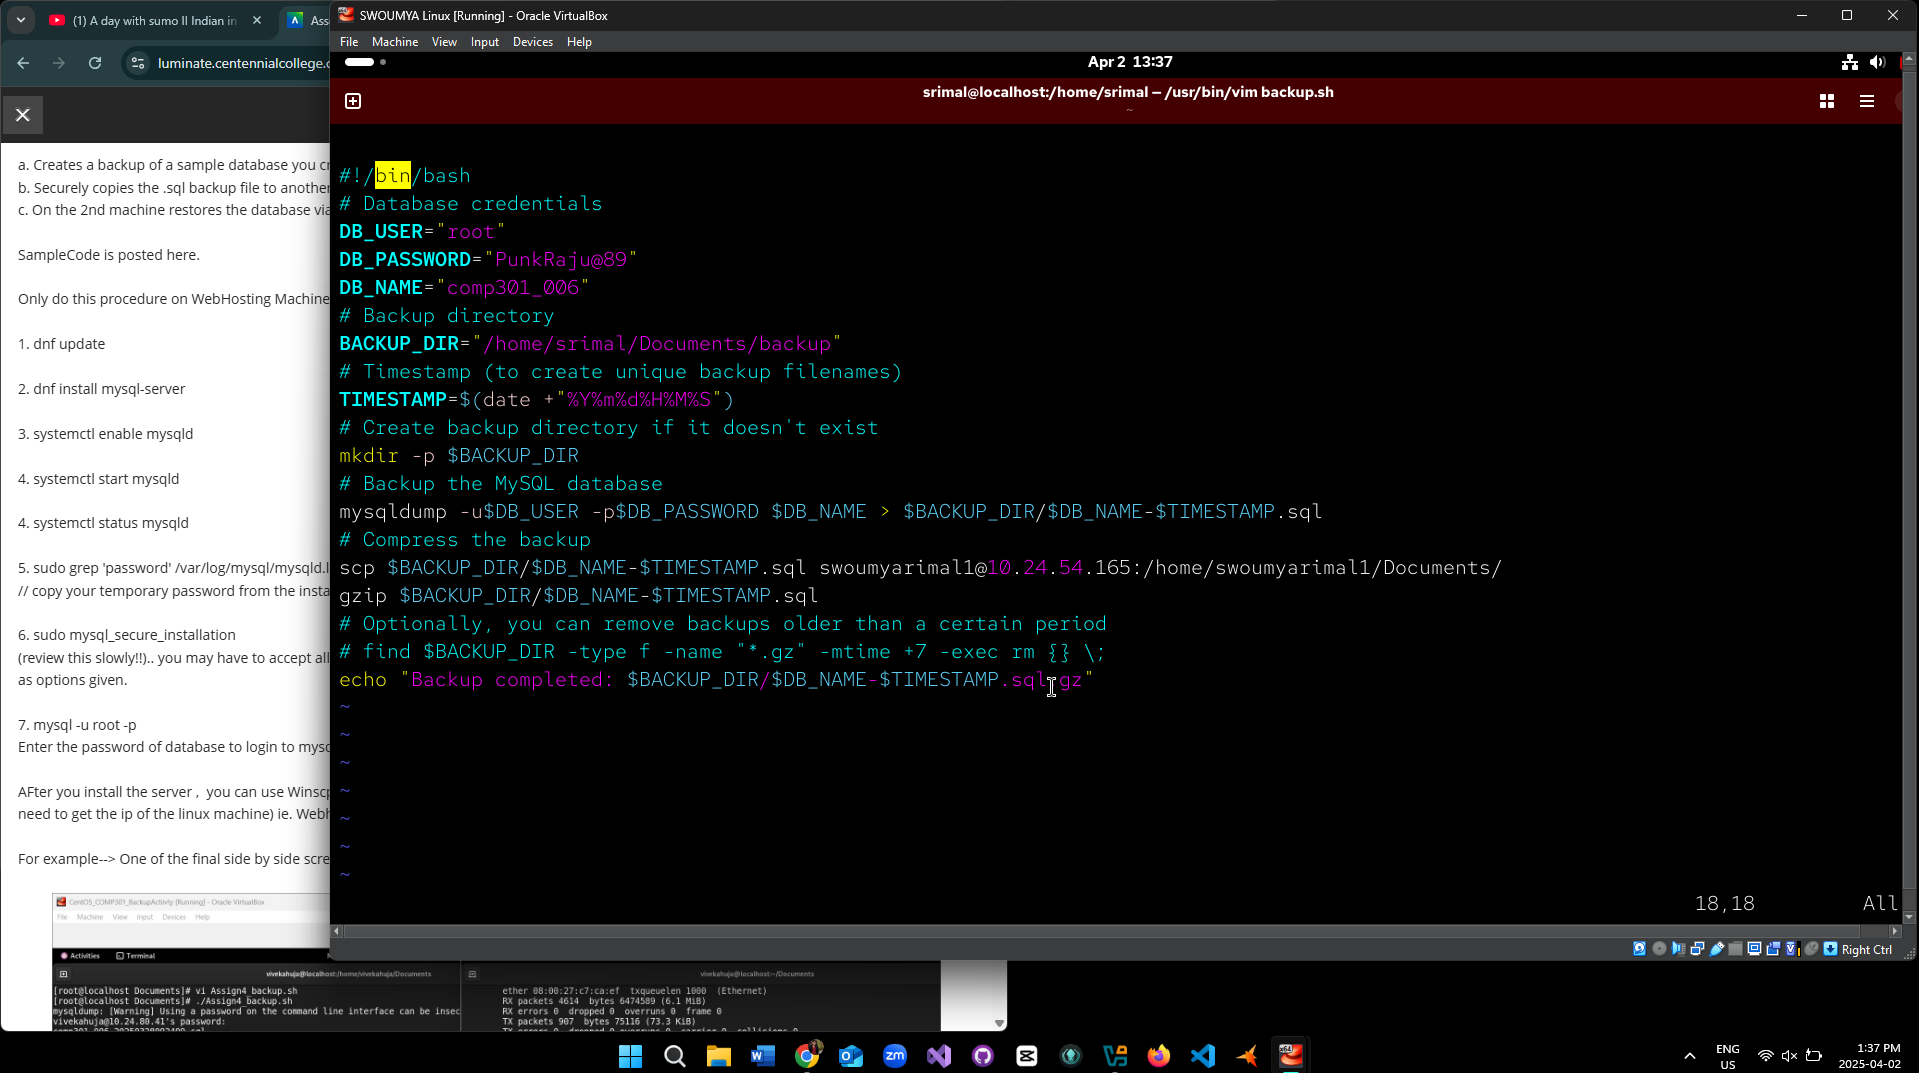 (1) A day with sumo II Indian in
Ass
luminate.centennialcollege.c
SWOUMYA Linux [Running] - Oracle VirtualBox
File Machine View Input Devices Help
Apr 2 13:37
srimal@localhost:/home/srimal — /usr/bin/vim backup.sh
~
a. Creates a backup of a sample database you cr
b. Securely copies the .sql backup file to another
c. On the 2nd machine restores the database via
SampleCode is posted here.
Only do this procedure on WebHosting Machine
1. dnf update
2. dnf install mysql-server
3. systemctl enable mysqld
4. systemctl start mysqld
4. systemctl status mysqld
5. sudo grep 'password' /var/log/mysql/mysqld.l
// copy your temporary password from the insta
6. sudo mysql_secure_installation
(review this slowly!!).. you may have to accept all
as options given.
7. mysql -u root -p
Enter the password of database to login to mysq
AFter you install the server , you can use Winscp
need to get the ip of the linux machine) ie. Webh
For example--> One of the final side by side scre
#!/bin/bash
# Database credentials
DB_USER="root"
DB_PASSWORD="PunkRaju@89"
DB_NAME="comp301_006"
# Backup directory
BACKUP_DIR="/home/srimal/Documents/backup"
# Timestamp (to create unique backup filenames)
TIMESTAMP=$(date +"%Y%m%d%H%M%S")
# Create backup directory if it doesn't exist
mkdir -p $BACKUP_DIR
# Backup the MySQL database
mysqldump -u$DB_USER -p$DB_PASSWORD $DB_NAME > $BACKUP_DIR/$DB_NAME-$TIMESTAMP.sql
# Compress the backup
scp $BACKUP_DIR/$DB_NAME-$TIMESTAMP.sql swoumyarimal1@10.24.54.165:/home/swoumyarimal1/Documents/
gzip $BACKUP_DIR/$DB_NAME-$TIMESTAMP.sql
# Optionally, you can remove backups older than a certain period
# find $BACKUP_DIR -type f -name "*.gz" -mtime +7 -exec rm {} \;
echo "Backup completed: $BACKUP_DIR/$DB_NAME-$TIMESTAMP.sql.gz"
~
~
~
~
~
~
~
18,18 All
Right Ctrl
CentOS_COMP301_BackupActivty [Running] - Oracle VirtualBox
File Machine View Input Devices Help
Activities Terminal
vivekahuja@localhost:/home/vivekahuja/Documents
[root@localhost Documents]# vi Assign4_backup.sh
[root@localhost Documents]# ./Assign4_backup.sh
mysqldump: [Warning] Using a password on the command line interface can be insec
vivekahuja@10.24.80.41's password:
vivekahuja@localhost:~/Documents
ether 08:00:27:c7:ca:ef txqueuelen 1000 (Ethernet)
RX packets 4614 bytes 6474589 (6.1 MiB)
RX errors 0 dropped 0 overruns 0 frame 0
TX packets 907 bytes 75116 (73.3 KiB)
ENG
US
1:37 PM
2025-04-02